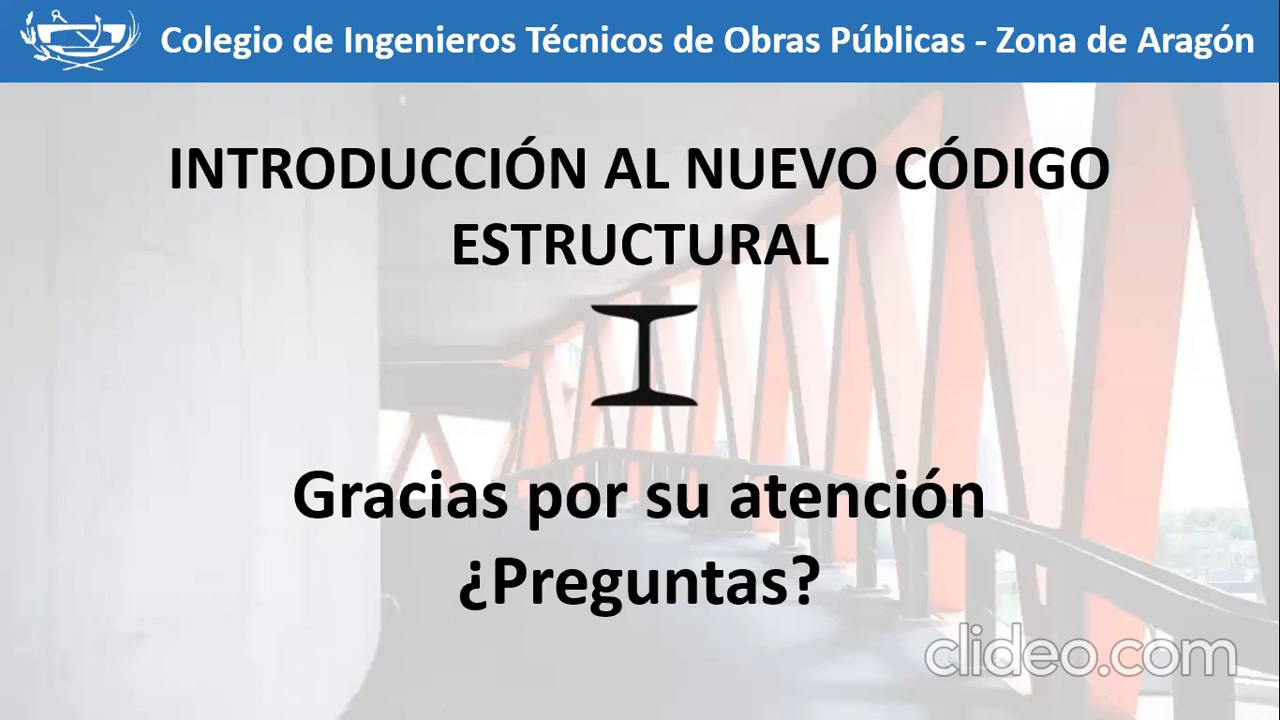 Colegio de Ingenieros Técnicos de Obras Públicas - Zona de Aragón
INTRODUCCIÓN AL NUEVO CÓDIGO
ESTRUCTURAL
Gracias por su atención
¿Preguntas?
clideo.com